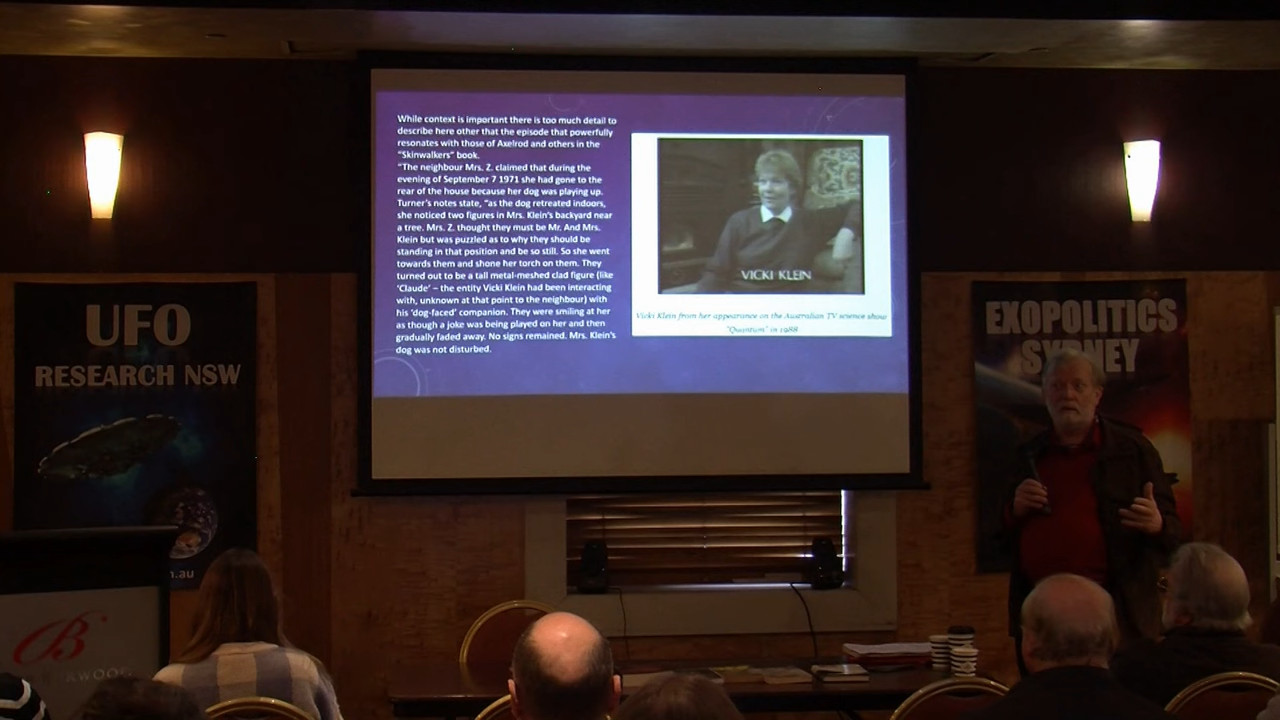 While context is important there is too much detail to
describe here other that the episode that powerfully
resonates with those of Axelrod and others in the
"Skinwalkers" book.
"The neighbour Mrs. Z. claimed that during the
evening of September 7 1971 she had gone to the
rear of the house because her dog was playing up.
Turner's notes state, "as the dog retreated indoors,
she noticed two figures in Mrs. Klein's backyard near
a tree. Mrs. Z. thought they must be Mr. And Mrs.
Klein but was puzzled as to why they should be
standing in that position and be so still. So she went
towards them and shone her torch on them. They
turned out to be a tall metal-meshed clad figure (like
'Claude' – the entity Vicki Klein had been interacting
with, unknown at that point to the neighbour) with
his 'dog-faced' companion. They were smiling at her
as though a joke was being played on her and then
gradually faded away. No signs remained. Mrs. Klein's
dog was not disturbed.
VICKI KLEIN
Vicki Klein from her appearance on the Australian TV science show
"Quantum" in 1988
UFO
RESEARCH NSW
.au
EXOPOLITICS
SYDNEY
B